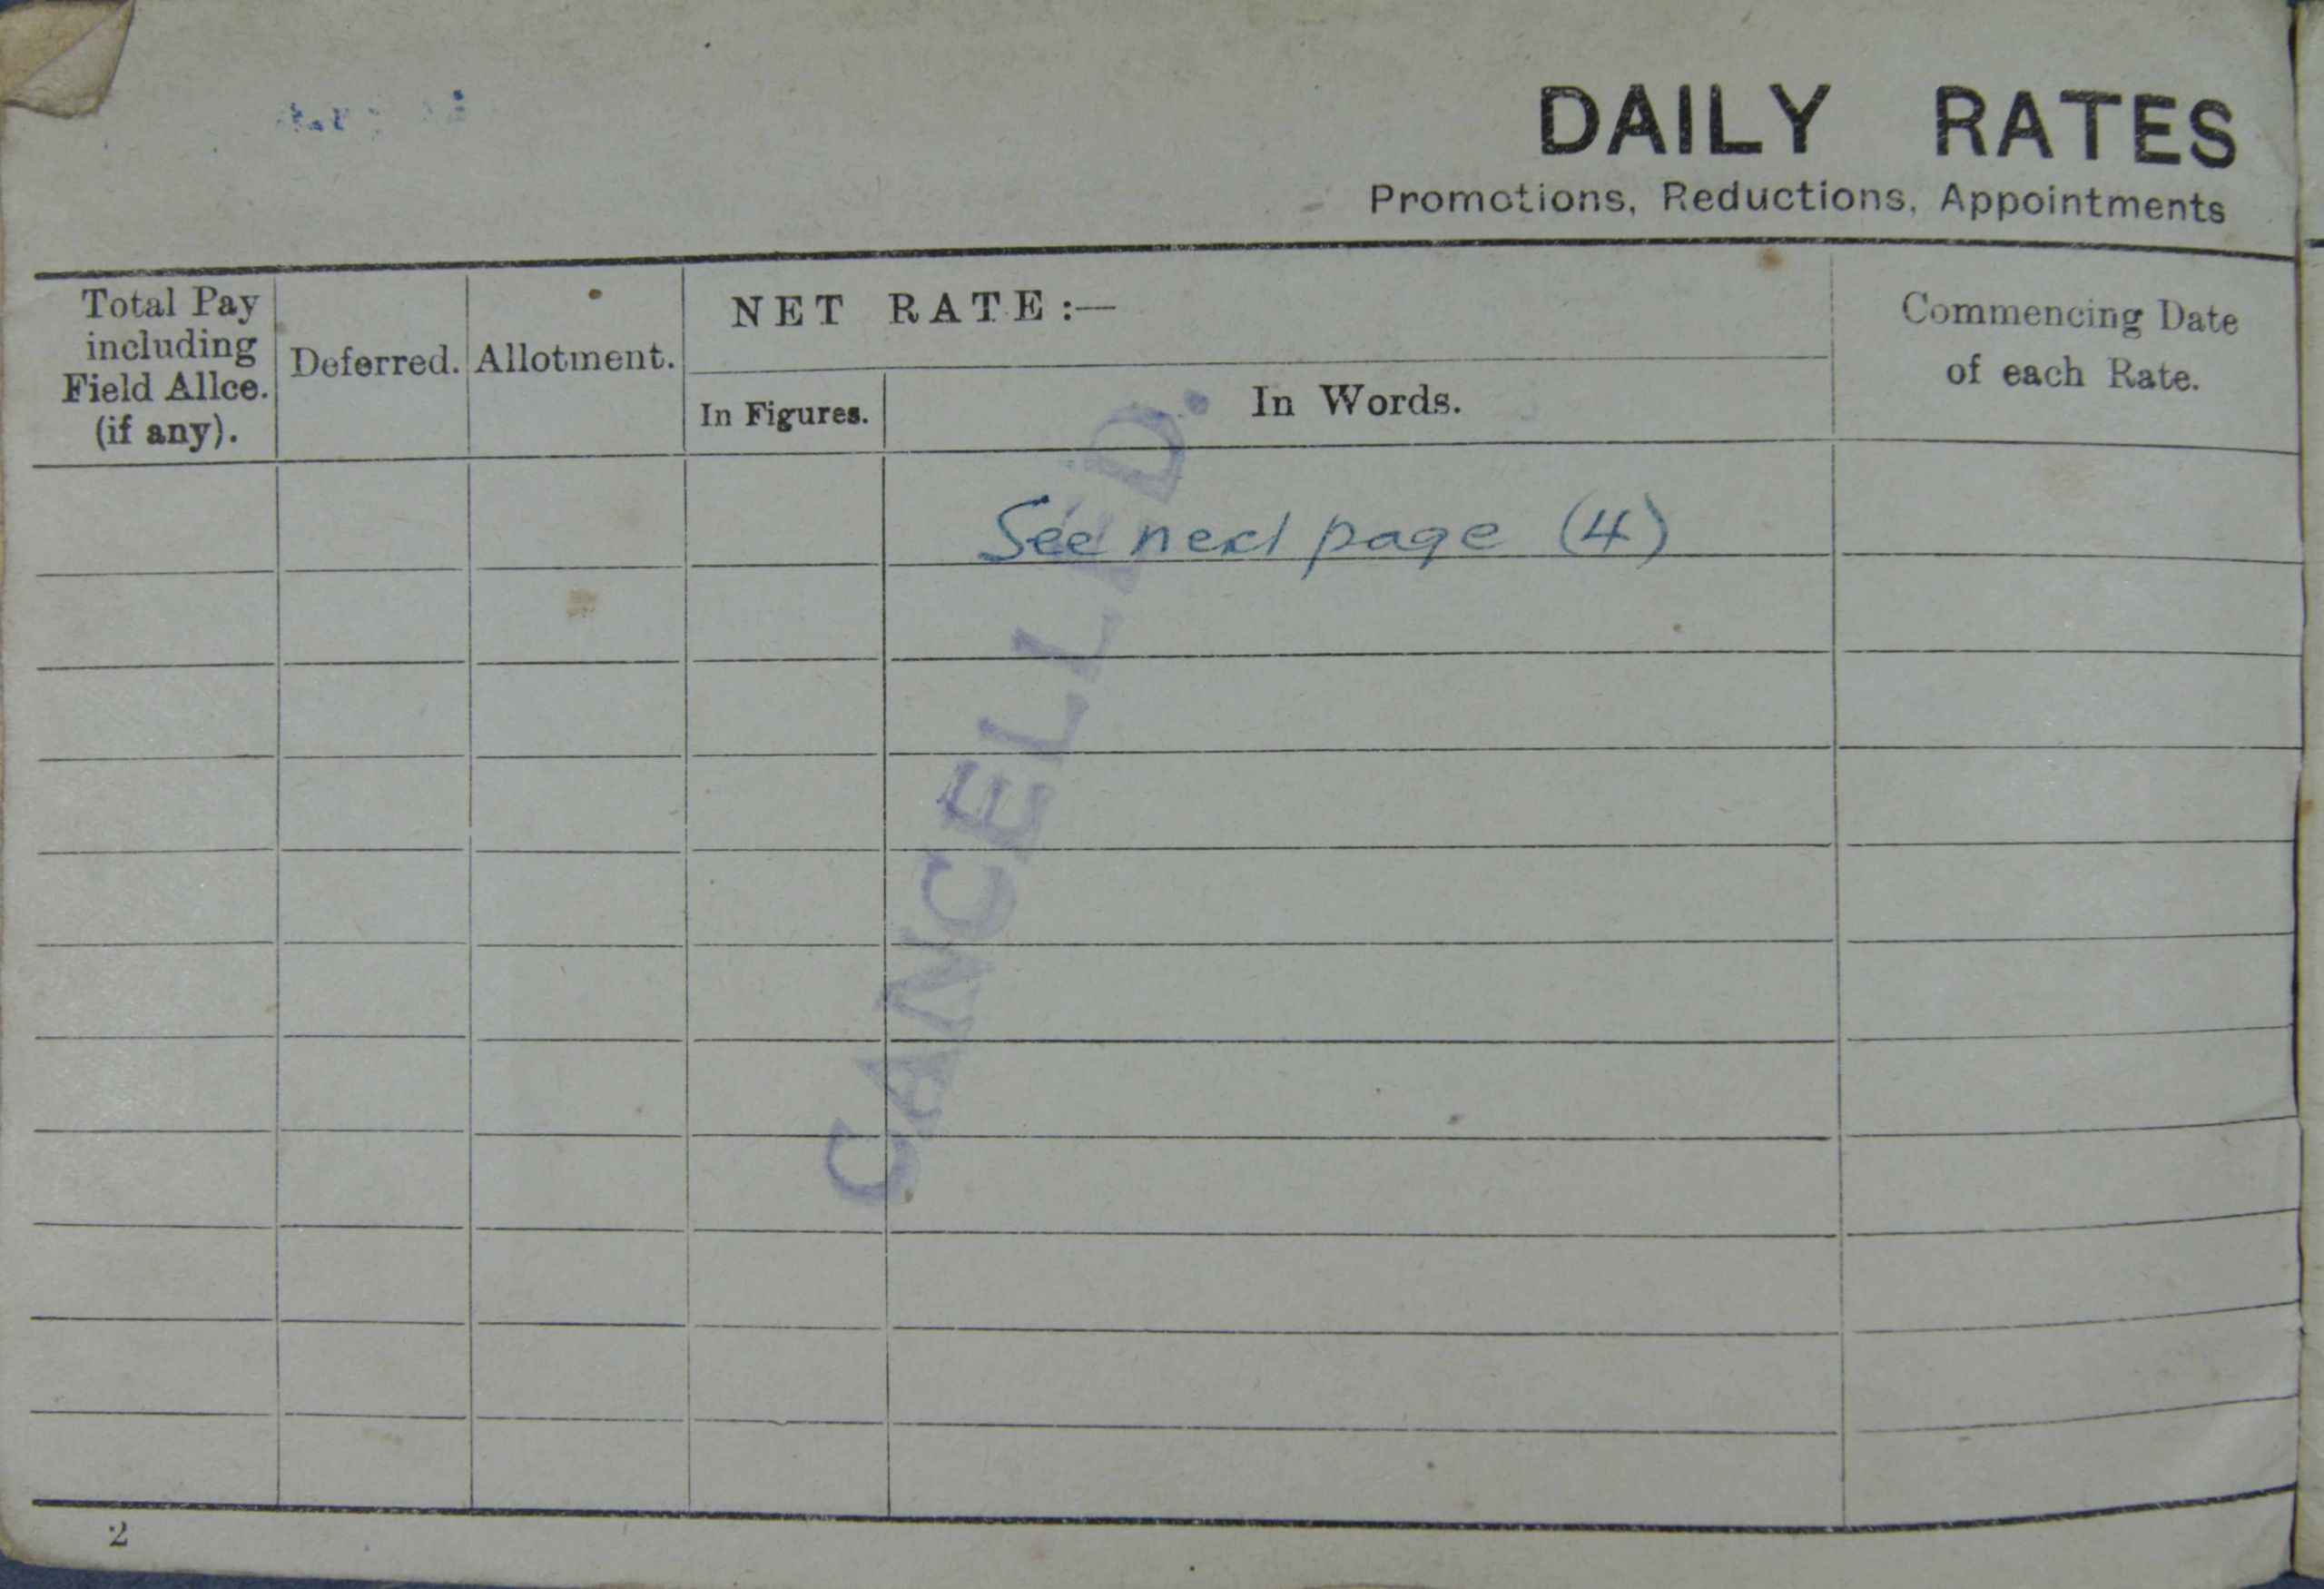 DAILY RATES
Promotions, Reductions, Appointments
Total Pay
including
Field Allce.
(if any).
Deferred.
Allotment.
NET RATE :—
In Figures.
In Words.
Commencing Date
of each Rate.
See next page (4)
CANCELLED.
2